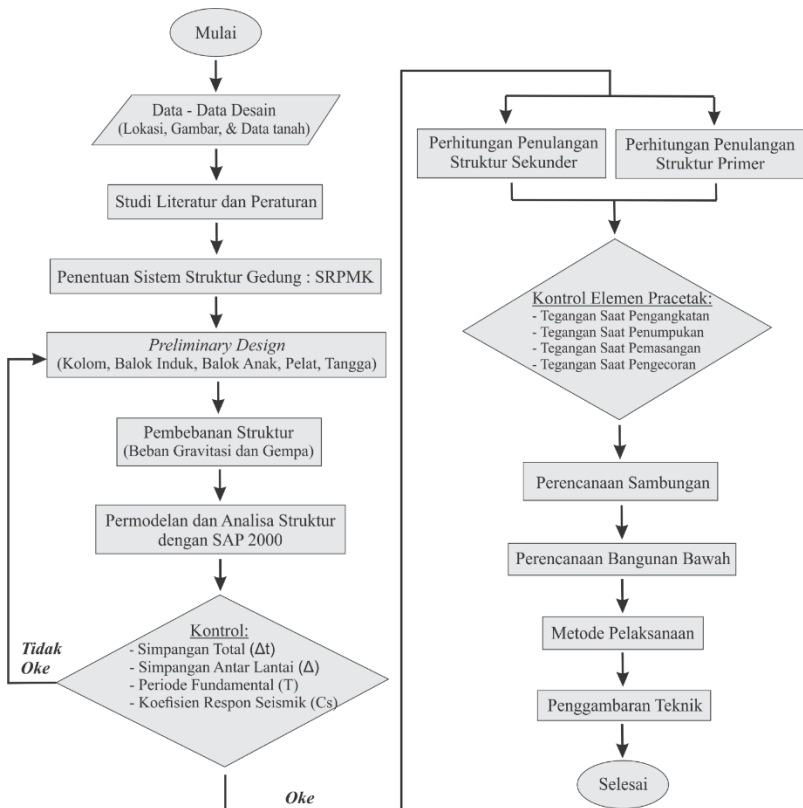 Mulai
Data - Data Desain
(Lokasi, Gambar, & Data tanah)
Studi Literatur dan Peraturan
Penentuan Sistem Struktur Gedung : SRPMK
Preliminary Design
(Kolom, Balok Induk, Balok Anak, Pelat, Tangga)
Pembebanan Struktur
(Beban Gravitasi dan Gempa)
Permodelan dan Analisa Struktur
dengan SAP 2000
Kontrol:
- Simpangan Total (Δt)
- Simpangan Antar Lantai (Δ)
- Periode Fundamental (T)
- Koefisien Respon Seismik (Cs)
Tidak
Oke
Oke
Perhitungan Penulangan
Struktur Sekunder
Perhitungan Penulangan
Struktur Primer
Kontrol Elemen Pracetak:
- Tegangan Saat Pengangkatan
- Tegangan Saat Penumpukan
- Tegangan Saat Pemasangan
- Tegangan Saat Pengecoran
Perencanaan Sambungan
Perencanaan Bangunan Bawah
Metode Pelaksanaan
Penggambaran Teknik
Selesai